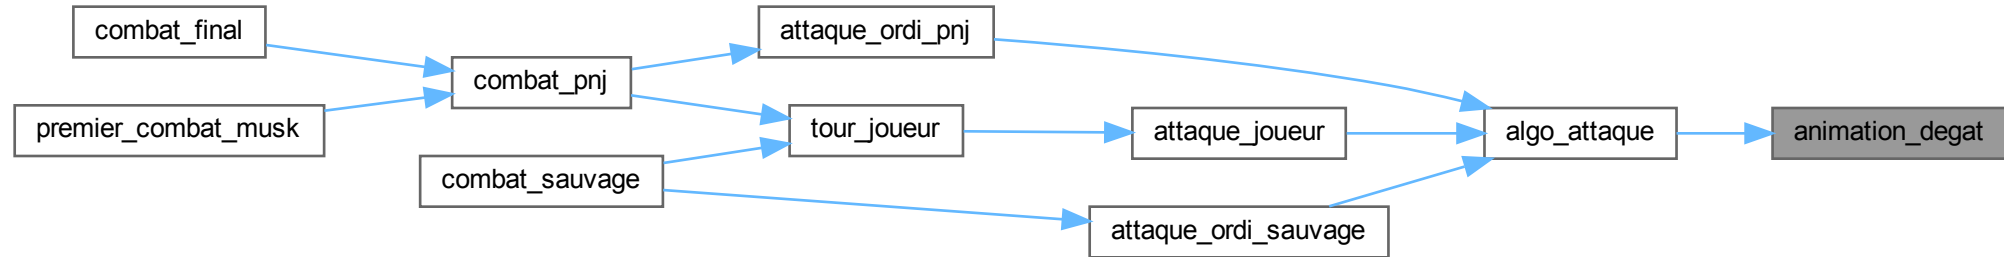 combat_final
attaque_ordi_pnj
combat_pnj
premier_combat_musk
tour_joueur
attaque_joueur
algo_attaque
animation_degat
combat_sauvage
attaque_ordi_sauvage